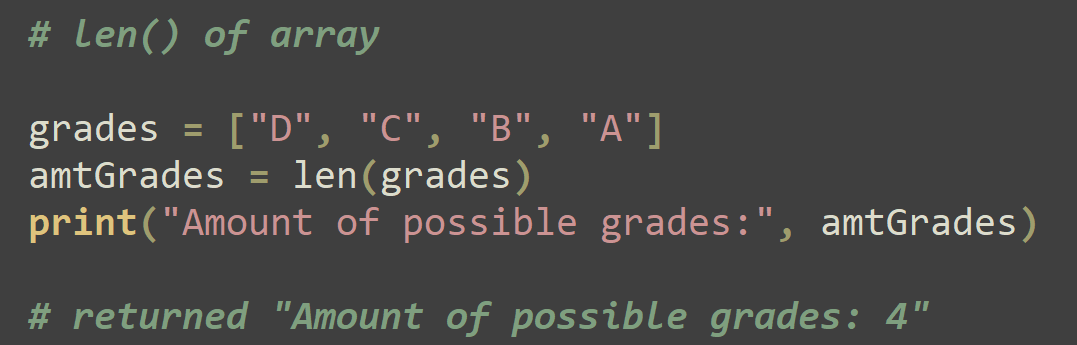 # len() of array
grades = ["D", "C", "B", "A"]
amtGrades = len(grades)
print("Amount of possible grades:", amtGrades)
# returned "Amount of possible grades: 4"